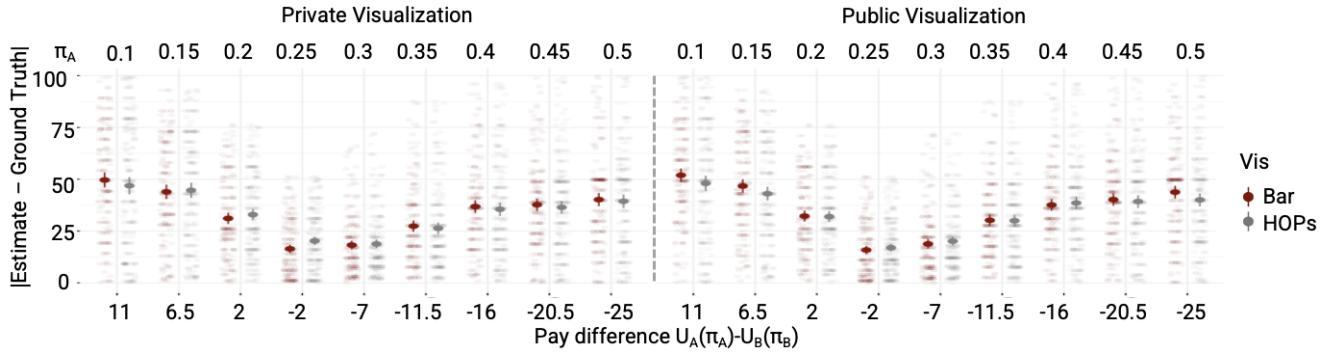 Private Visualization Public Visualization
πA 0.1 0.15 0.2 0.25 0.3 0.35 0.4 0.45 0.5 0.1 0.15 0.2 0.25 0.3 0.35 0.4 0.45 0.5
|Estimate − Ground Truth|
100
75
50
25
0
Vis
Bar
HOPs
11 6.5 2 -2 -7 -11.5 -16 -20.5 -25 11 6.5 2 -2 -7 -11.5 -16 -20.5 -25
Pay difference UA(πA)-UB(πB)